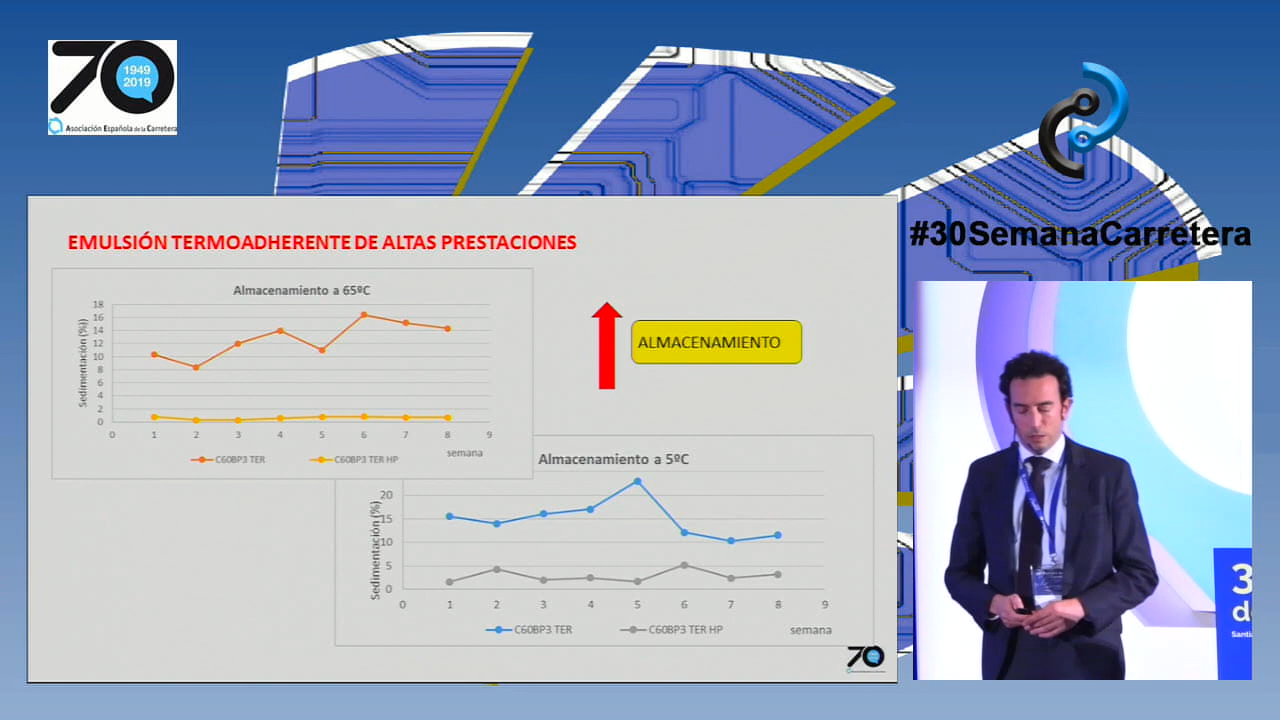 70
1949
2019
Asociación Española de la Carretera
#30SemanaCarretera
EMULSIÓN TERMOADHERENTE DE ALTAS PRESTACIONES
Almacenamiento a 65ºC
Sedimentación (%)
18
16
14
12
10
8
6
4
2
0
0 1 2 3 4 5 6 7 8 9
semana
C60BP3 TER
C60BP3 TER HP
ALMACENAMIENTO
Almacenamiento a 5ºC
Sedimentación (%)
20
15
10
5
0
0 1 2 3 4 5 6 7 8 9
C60BP3 TER
C60BP3 TER HP
semana
70
3
d
Santi